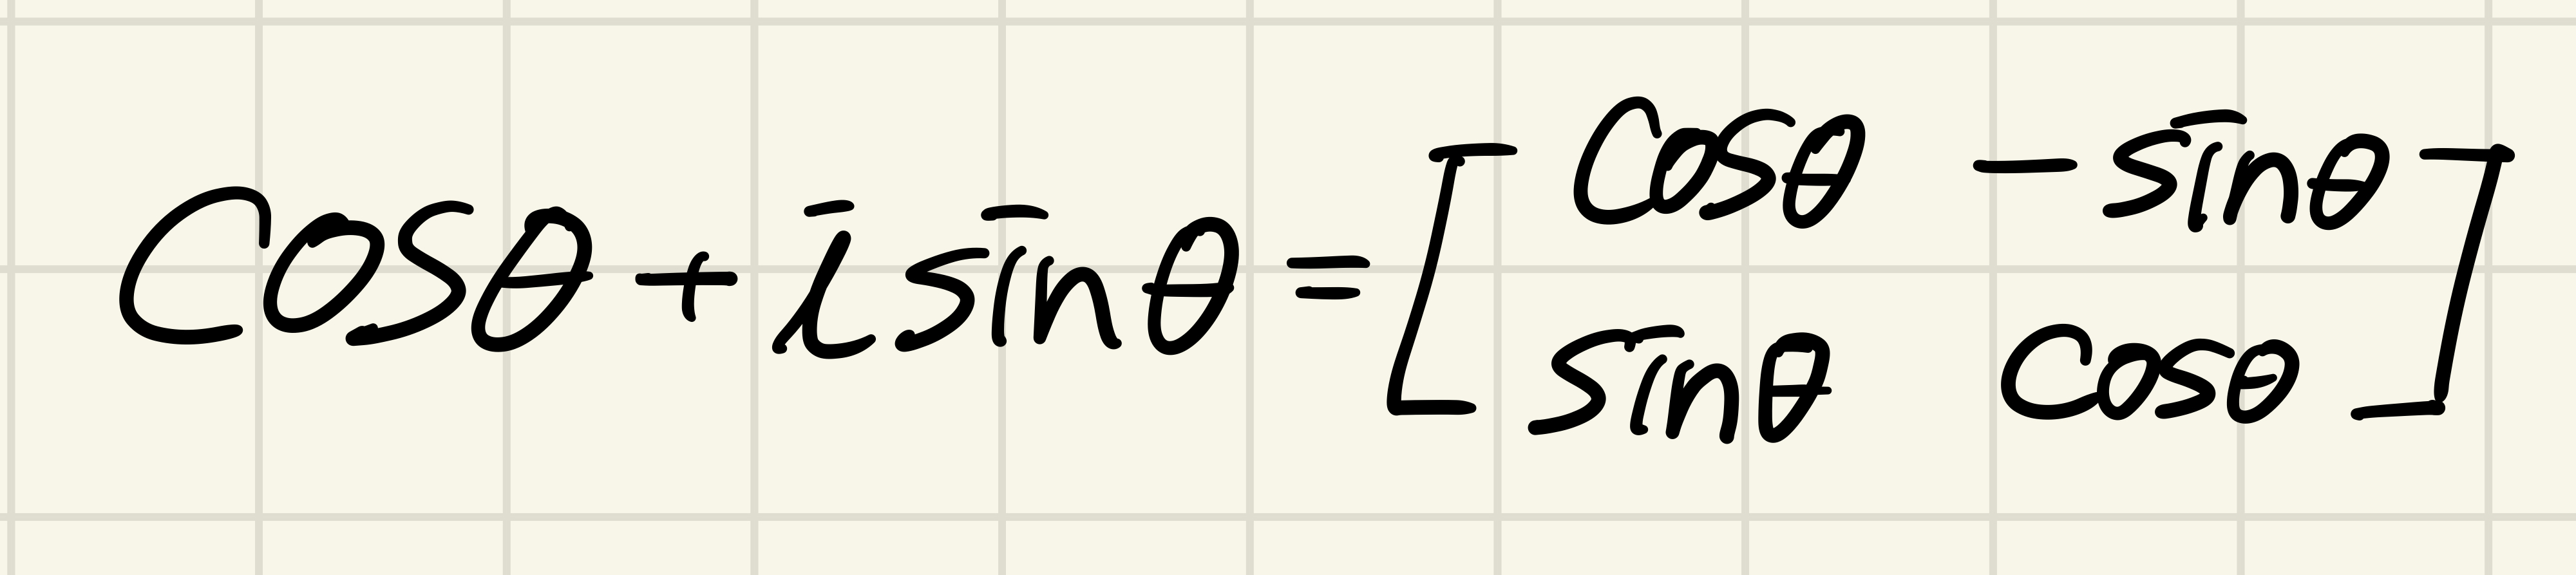 cosθ + i sinθ = [ cosθ  - sinθ ]
[ sinθ  cosθ ]